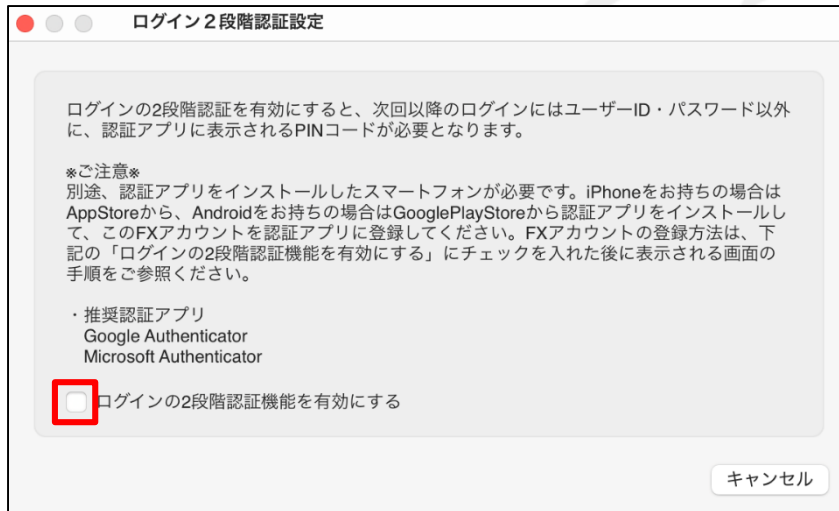 ログイン２段階認証設定
ログインの2段階認証を有効にすると、次回以降のログインにはユーザーID・パスワード以外
に、認証アプリに表示されるPINコードが必要となります。
※ご注意※
別途、認証アプリをインストールしたスマートフォンが必要です。iPhoneをお持ちの場合は
AppStoreから、Androidをお持ちの場合はGooglePlayStoreから認証アプリをインストールし
て、このFXアカウントを認証アプリに登録してください。FXアカウントの登録方法は、下
記の「ログインの2段階認証機能を有効にする」にチェックを入れた後に表示される画面の
手順をご参照ください。
・推奨認証アプリ
Google Authenticator
Microsoft Authenticator
ログインの2段階認証機能を有効にする
キャンセル